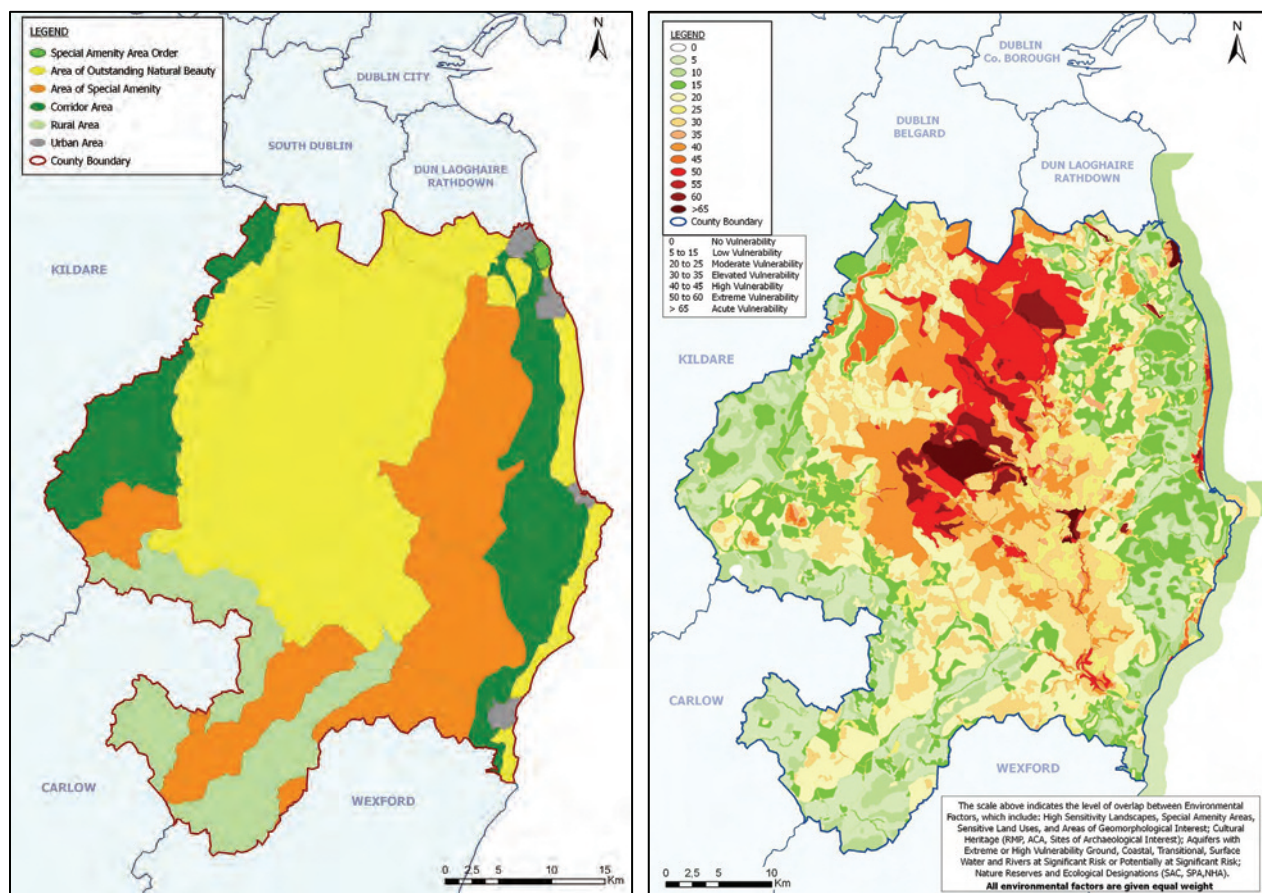 LEGEND
Special Amenity Area Order
Area of Outstanding Natural Beauty
Area of Special Amenity
Corridor Area
Rural Area
Urban Area
County Boundary
N
DUBLIN CITY
SOUTH DUBLIN
DUN LAOGHAIRE
RATHDOWN
KILDARE
CARLOW
CARLOW
WEXFORD
0 2.5 5 10 15
Km
LEGEND
0
5
10
15
20
25
30
35
40
45
50
55
60
>65
County Boundary
0 No Vulnerability
5 to 15 Low Vulnerability
20 to 25 Moderate Vulnerability
30 to 35 Elevated Vulnerability
40 to 45 High Vulnerability
50 to 60 Extreme Vulnerability
> 65 Acute Vulnerability
N
DUBLIN
Co. BOROUGH
DUBLIN
BELGARD
DUN LAOGHAIRE
RATHDOWN
KILDARE
CARLOW
CARLOW
WEXFORD
0 2.5 5 10
Km
The scale above indicates the level of overlap between Environmental
Factors, which include: High Sensitivity Landscapes, Special Amenity Areas,
Sensitive Land Uses, and Areas of Geomorphological Interest; Cultural
Heritage (RMP, ACA, Sites of Archaeological Interest); Aquifers with
Extreme or High Vulnerability Ground, Coastal, Transitional, Surface
Water and Rivers at Significant Risk or Potentially at Significant Risk;
Nature Reserves and Ecological Designations (SAC, SPA,NHA).
All environmental factors are given equal weight